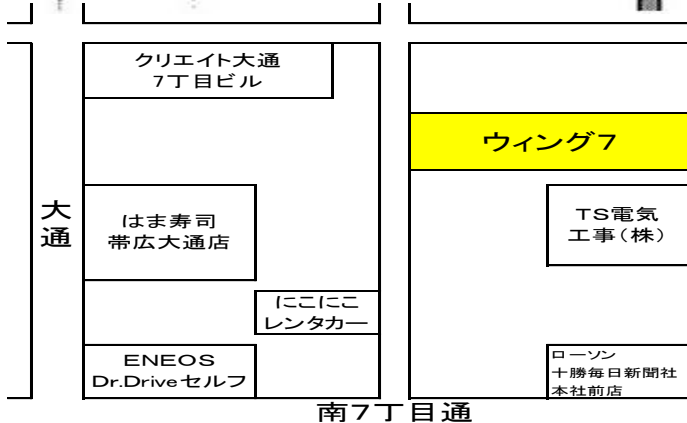 クリエイト大通
7丁目ビル
ウィング7
大
通
はま寿司
帯広大通店
TS電気
工事(株)
にこにこ
レンタカー
ENEOS
Dr.Driveセルフ
ローソン
十勝毎日新聞社
本社前店
南7丁目通